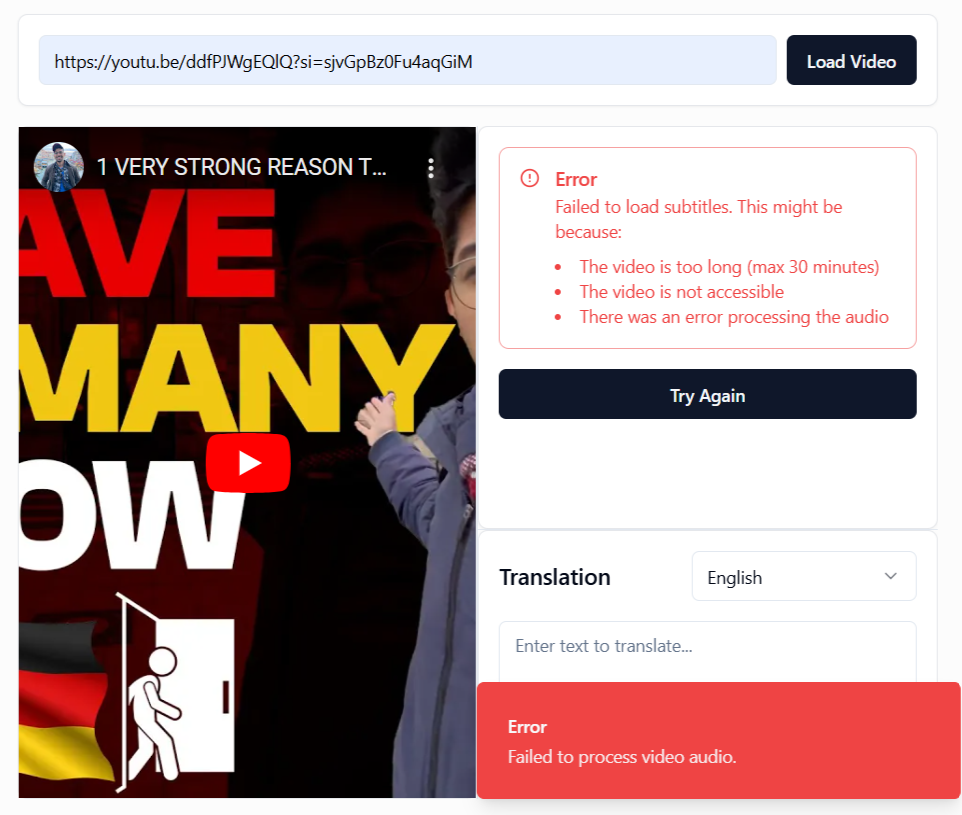 https://youtu.be/ddfPJWgEQlQ?si=sjvGpBz0Fu4aqGiM
Load Video
1 VERY STRONG REASON T...
AVE
MANY
OW
Error
Failed to load subtitles. This might be
because:
The video is too long (max 30 minutes)
The video is not accessible
There was an error processing the audio
Try Again
Translation
English
Enter text to translate...
Error
Failed to process video audio.